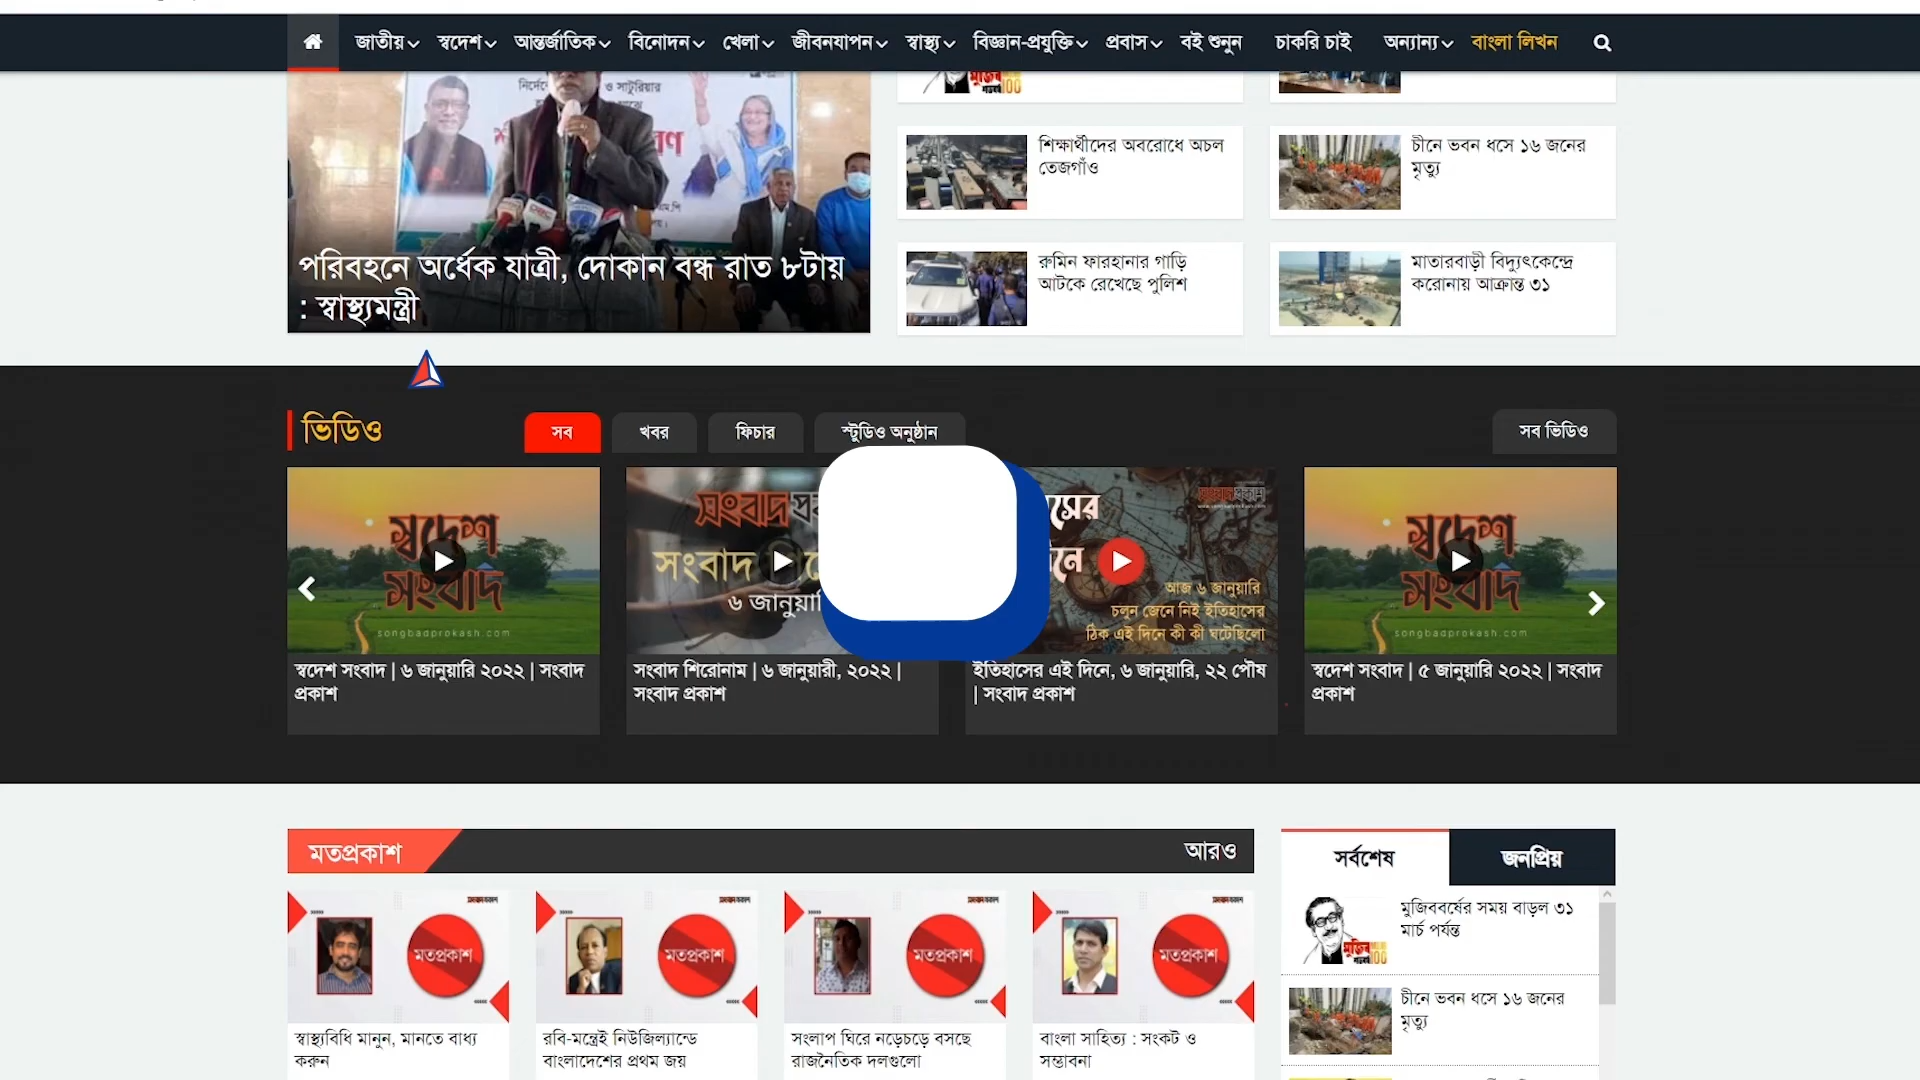 জাতীয় স্বদেশ আন্তর্জাতিক বিনোদন খেলা জীবনযাপন স্বাস্থ্য বিজ্ঞান-প্রযুক্তি প্রবাস বই শুনুন চাকরি চাই অন্যান্য বাংলা লিখন
পরিবহনে অর্ধেক যাত্রী, দোকান বন্ধ রাত ৮টায়
: স্বাস্থ্যমন্ত্রী
শিক্ষার্থীদের অবরোধে অচল
তেজগাঁও
চীনে ভবন ধসে ১৬ জনের
মৃত্যু
রুমিন ফারহানার গাড়ি
আটকে রেখেছে পুলিশ
মাতারবাড়ী বিদ্যুৎকেন্দ্রে
করোনায় আক্রান্ত ৩১
ভিডিও
সব
খবর
ফিচার
স্টুডিও অনুষ্ঠান
সব ভিডিও
স্বদেশ
সংবাদ
songbadprokash.com
স্বদেশ সংবাদ | ৬ জানুয়ারি ২০২২ | সংবাদ
প্রকাশ
সংবাদ
৬ জানুয়ারি
সংবাদ শিরোনাম | ৬ জানুয়ারী, ২০২২ |
সংবাদ প্রকাশ
আজ ৬ জানুয়ারি
চলুন জেনে নিই ইতিহাসের
ঠিক এই দিনে কী কী ঘটেছিলো
ইতিহাসের এই দিনে, ৬ জানুয়ারি, ২২ পৌষ
| সংবাদ প্রকাশ
স্বদেশ
সংবাদ
songbadprokash.com
স্বদেশ সংবাদ | ৫ জানুয়ারি ২০২২ | সংবাদ
প্রকাশ
মতপ্রকাশ
আরও
মতপ্রকাশ
স্বাস্থ্যবিধি মানুন, মানতে বাধ্য
করুন
মতপ্রকাশ
রবি-মন্ত্রেই নিউজিল্যান্ডে
বাংলাদেশের প্রথম জয়
মতপ্রকাশ
সংলাপ ঘিরে নড়েচড়ে বসছে
রাজনৈতিক দলগুলো
মতপ্রকাশ
বাংলা সাহিত্য : সংকট ও
সম্ভাবনা
সর্বশেষ
জনপ্রিয়
মুজিববর্ষের সময় বাড়ল ৩১
মার্চ পর্যন্ত
চীনে ভবন ধসে ১৬ জনের
মৃত্যু